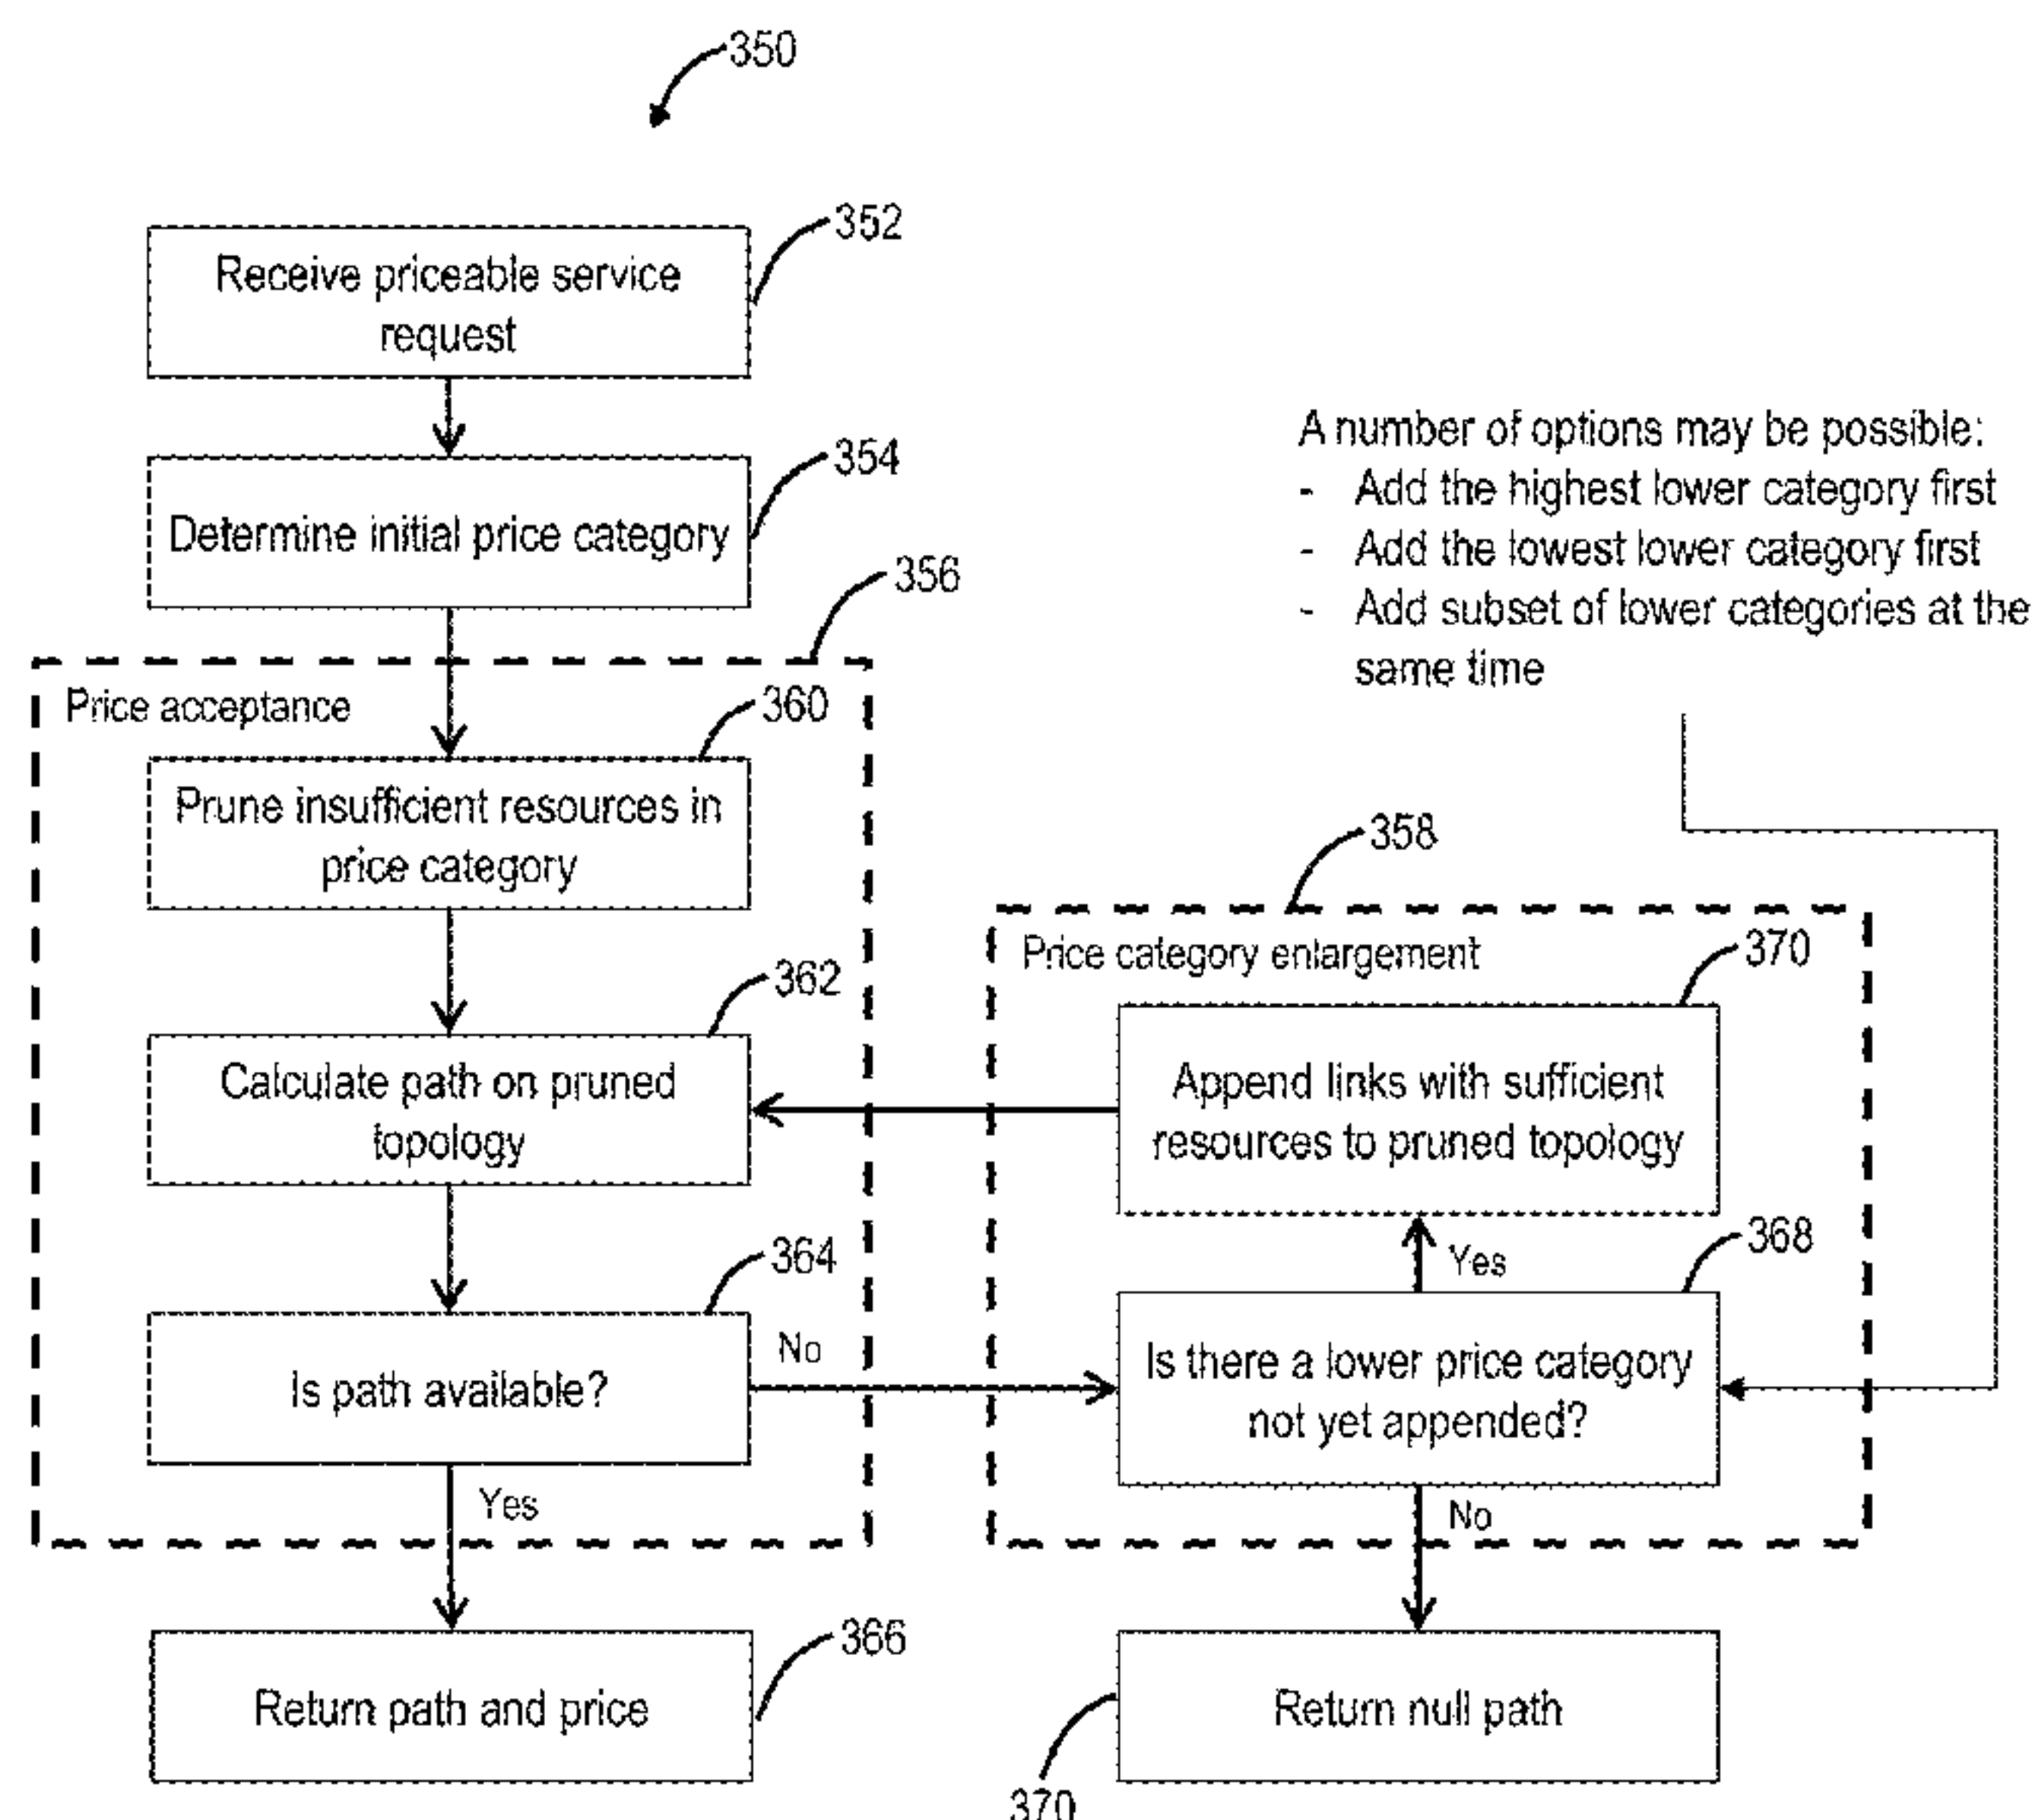 350
352
Receive priceable service
request
354
Determine initial price category
A number of options may be possible:
- Add the highest lower category first
- Add the lowest lower category first
- Add subset of lower categories at the
same time
356
Price acceptance
360
Prune insufficient resources in
price category
358
Price category enlargement
370
362
Calculate path on pruned
topology
Append links with sufficient
resources to pruned topology
364
Is path available?
No
Yes
368
Is there a lower price category
not yet appended?
Yes
No
366
Return path and price
Return null path
370